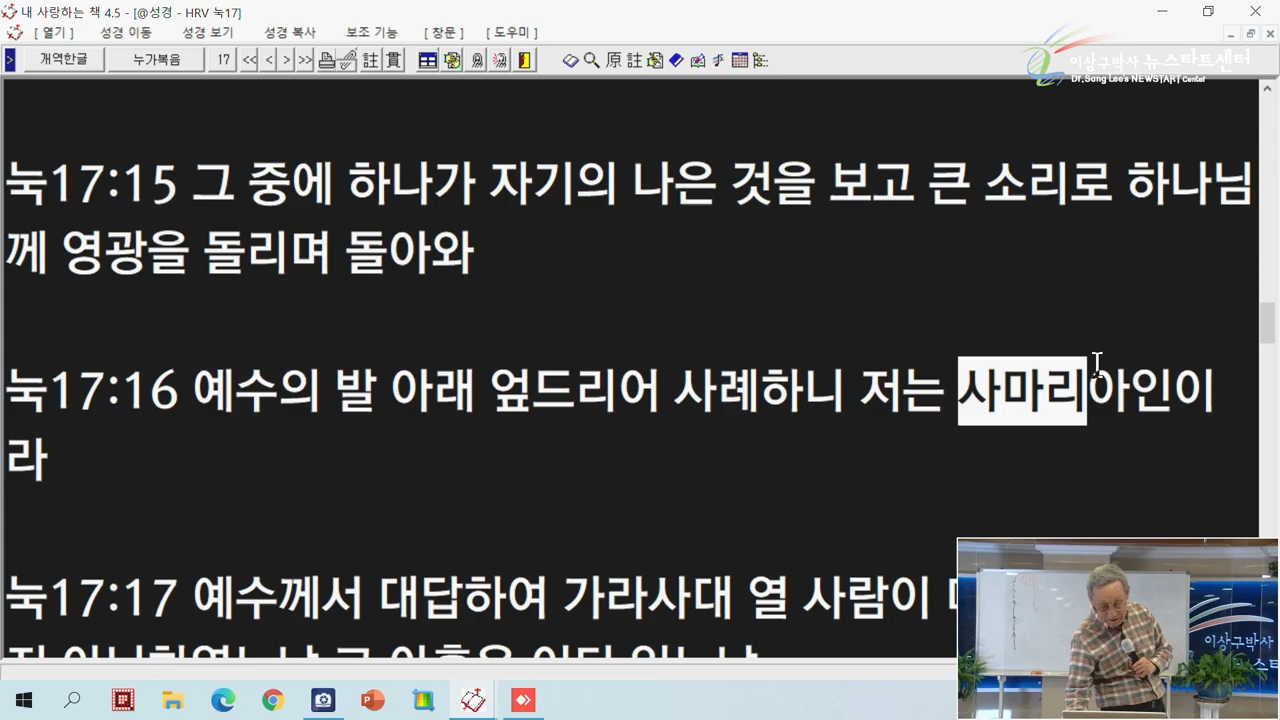 내 사랑하는 책 4.5 - [@성경 - HRV 눅17]
[ 열기 ] 성경 이동 성경 보기 성경 복사 보조 기능 [ 창문 ] [ 도우미 ]
개역한글 누가복음 17 << < > >> 註 貫 原 註
이상구박사 뉴스타트센터
Dr.Sang Lee's NEWSTART Center
눅17:15 그 중에 하나가 자기의 나은 것을 보고 큰 소리로 하나님
께 영광을 돌리며 돌아와
눅17:16 예수의 발 아래 엎드리어 사례하니 저는 사마리아인이
라
눅17:17 예수께서 대답하여 가라사대 열 사람이
이상구박사